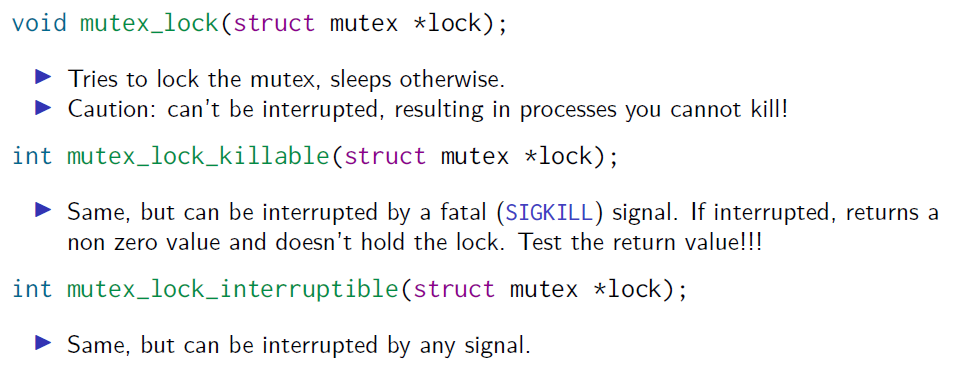 void mutex_lock(struct mutex *lock);
▶ Tries to lock the mutex, sleeps otherwise.
▶ Caution: can't be interrupted, resulting in processes you cannot kill!
int mutex_lock_killable(struct mutex *lock);
▶ Same, but can be interrupted by a fatal (SIGKILL) signal. If interrupted, returns a
non zero value and doesn't hold the lock. Test the return value!!!
int mutex_lock_interruptible(struct mutex *lock);
▶ Same, but can be interrupted by any signal.